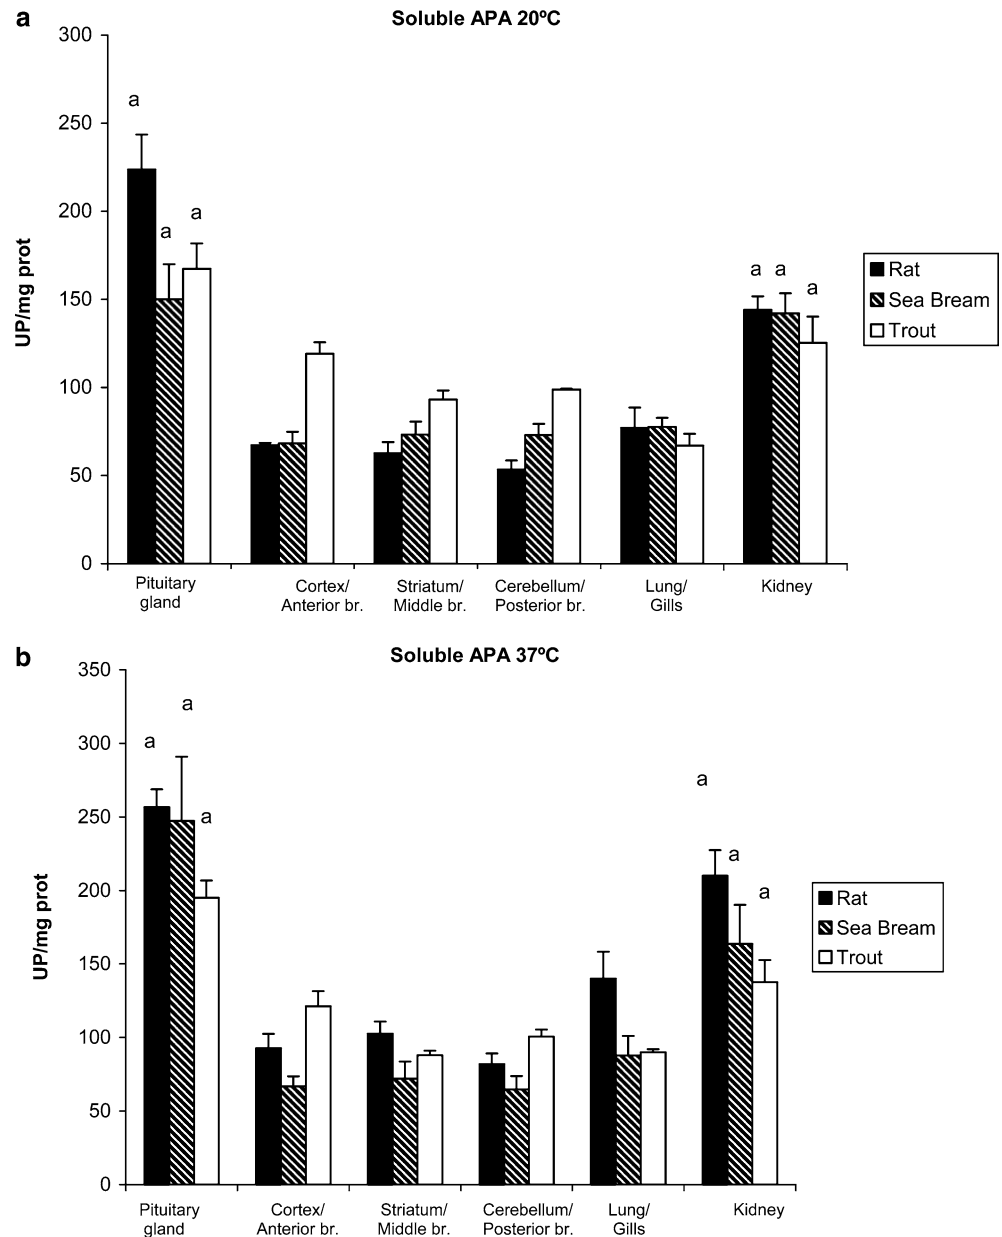 a
Soluble APA 20ºC
300
250
200
150
100
50
0
UP/mg prot
a
a
a
a
a
a
Rat
Sea Bream
Trout
Pituitary
gland
Cortex/
Anterior br.
Striatum/
Middle br.
Cerebellum/
Posterior br.
Lung/
Gills
Kidney
b
Soluble APA 37ºC
350
300
250
200
150
100
50
0
UP/mg prot
a
a
a
a
a
a
Rat
Sea Bream
Trout
Pituitary
gland
Cortex/
Anterior br.
Striatum/
Middle br.
Cerebellum/
Posterior br.
Lung/
Gills
Kidney